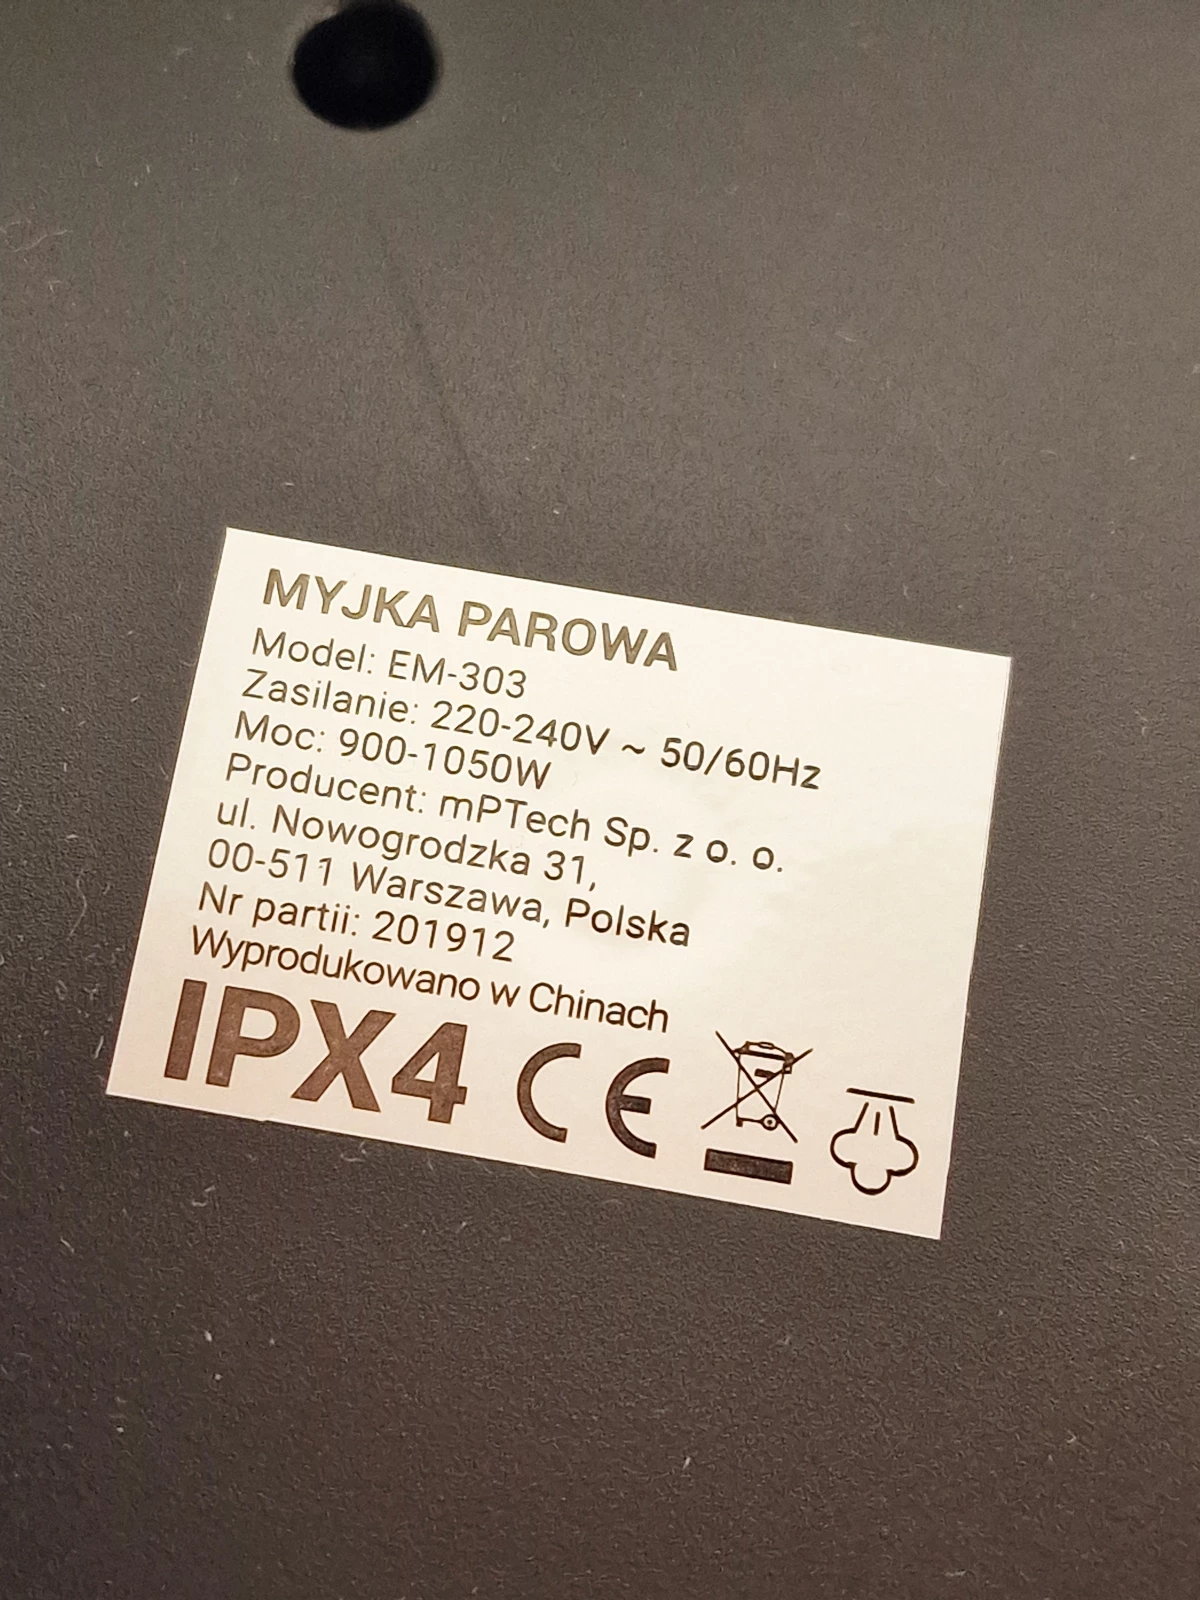 MYJKA PAROWA
Model: EM-303
Zasilanie: 220-240V ~ 50/60Hz
Moc: 900-1050W
Producent: mPTech Sp. z o. o.
ul. Nowogrodzka 31,
00-511 Warszawa, Polska
Nr partii: 201912
Wyprodukowano w Chinach
IPX4 CE